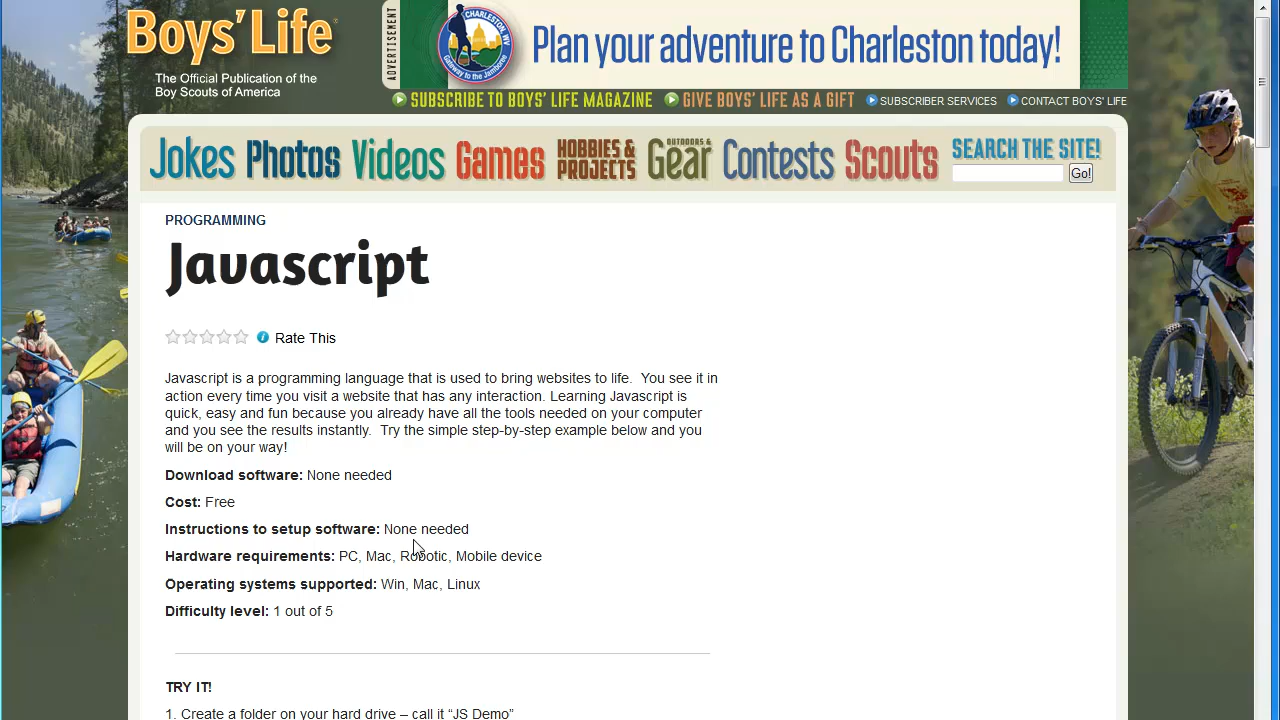 Boys' Life
The Official Publication of the
Boy Scouts of America
ADVERTISEMENT
Plan your adventure to Charleston today!
SUBSCRIBE TO BOYS' LIFE MAGAZINE
GIVE BOYS' LIFE AS A GIFT
SUBSCRIBER SERVICES
CONTACT BOYS' LIFE
Jokes
Photos
Videos
Games
HOBBIES &
PROJECTS
OUTDOORS &
Gear
Contests
Scouts
SEARCH THE SITE!
Go!
PROGRAMMING
Javascript
Rate This
Javascript is a programming language that is used to bring websites to life.  You see it in
action every time you visit a website that has any interaction. Learning Javascript is
quick, easy and fun because you already have all the tools needed on your computer
and you see the results instantly.  Try the simple step-by-step example below and you
will be on your way!
Download software: None needed
Cost: Free
Instructions to setup software: None needed
Hardware requirements: PC, Mac, Robotic, Mobile device
Operating systems supported: Win, Mac, Linux
Difficulty level: 1 out of 5
TRY IT!
1. Create a folder on your hard drive – call it “JS Demo”